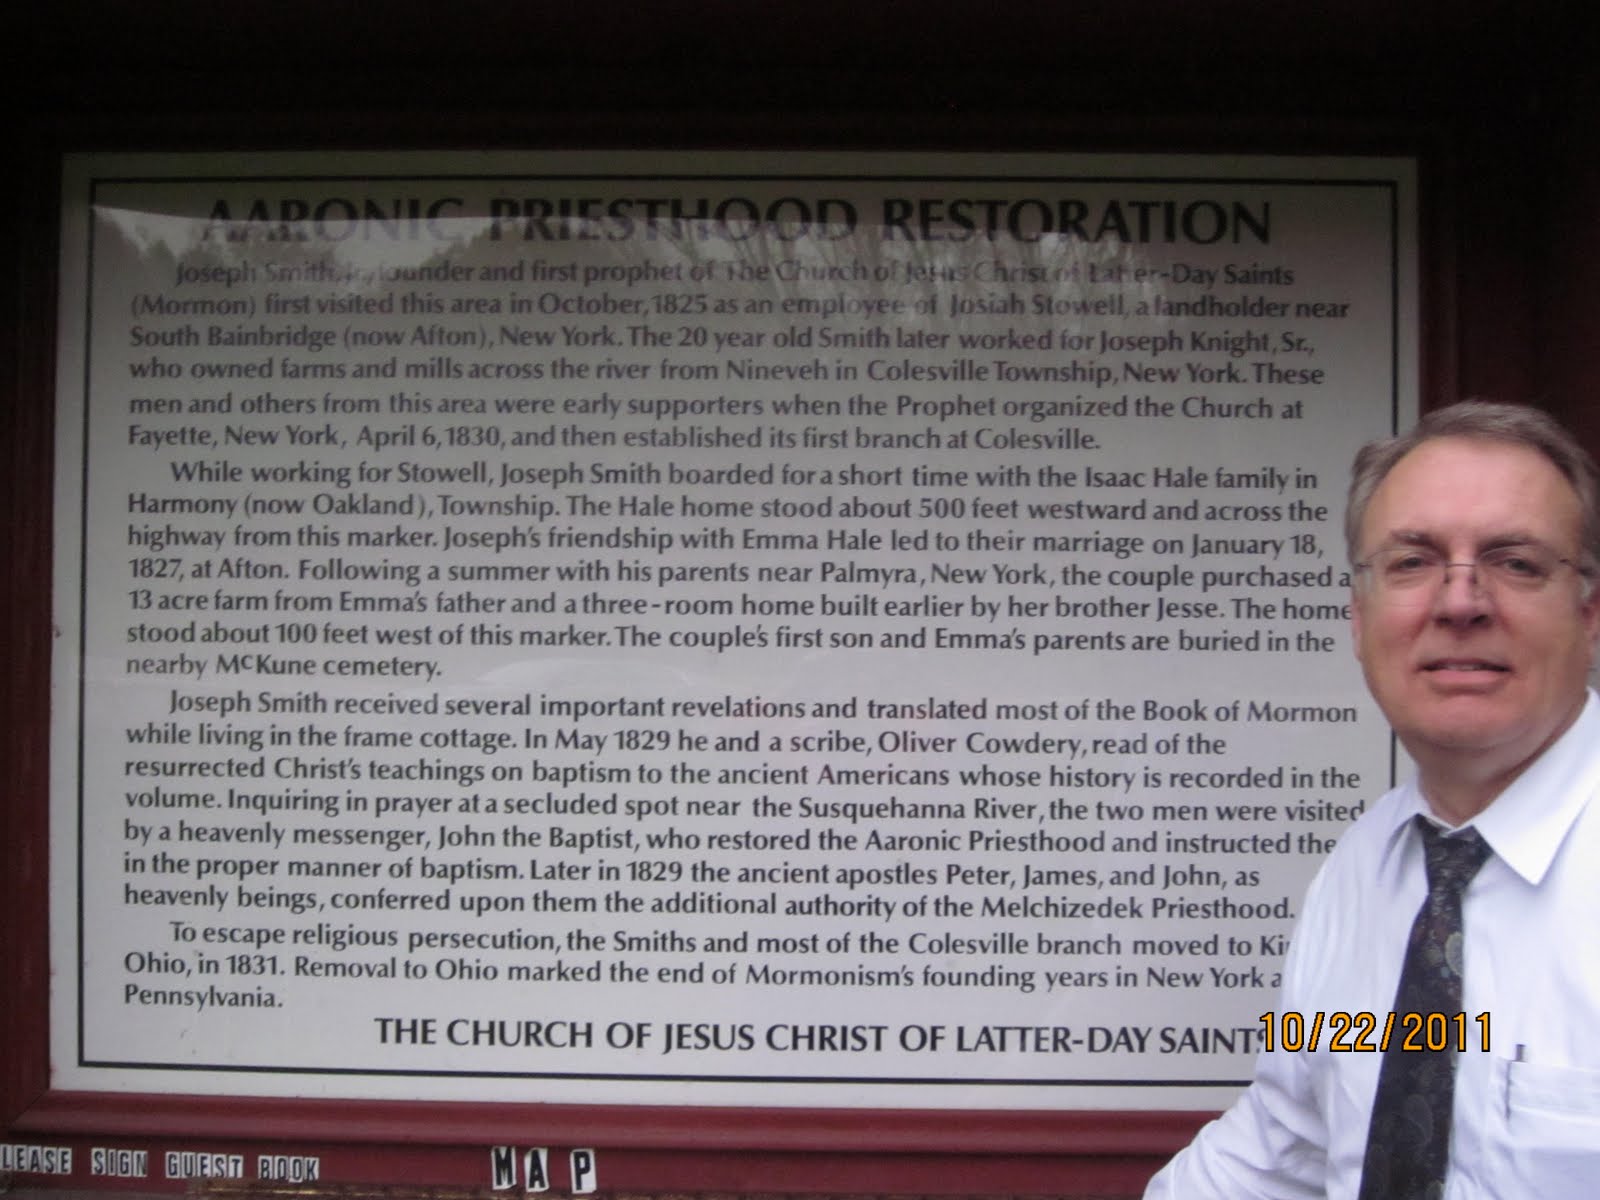 AARONIC PRIESTHOOD RESTORATION
Joseph Smith, Jr., founder and first prophet of The Church of Jesus Christ of Latter-Day Saints
(Mormon) first visited this area in October, 1825 as an employee of Josiah Stowell, a landholder near
South Bainbridge (now Afton), New York. The 20 year old Smith later worked for Joseph Knight, Sr.,
who owned farms and mills across the river from Nineveh in Colesville Township, New York. These
men and others from this area were early supporters when the Prophet organized the Church at
Fayette, New York, April 6, 1830, and then established its first branch at Colesville.
While working for Stowell, Joseph Smith boarded for a short time with the Isaac Hale family in
Harmony (now Oakland), Township. The Hale home stood about 500 feet westward and across the
highway from this marker. Joseph's friendship with Emma Hale led to their marriage on January 18,
1827, at Afton. Following a summer with his parents near Palmyra, New York, the couple purchased a
13 acre farm from Emma's father and a three-room home built earlier by her brother Jesse. The home
stood about 100 feet west of this marker. The couple's first son and Emma's parents are buried in the
nearby McKune cemetery.
Joseph Smith received several important revelations and translated most of the Book of Mormon
while living in the frame cottage. In May 1829 he and a scribe, Oliver Cowdery, read of the
resurrected Christ's teachings on baptism to the ancient Americans whose history is recorded in the
volume. Inquiring in prayer at a secluded spot near the Susquehanna River, the two men were visited
by a heavenly messenger, John the Baptist, who restored the Aaronic Priesthood and instructed the
in the proper manner of baptism. Later in 1829 the ancient apostles Peter, James, and John, as
heavenly beings, conferred upon them the additional authority of the Melchizedek Priesthood.
To escape religious persecution, the Smiths and most of the Colesville branch moved to Ki
Ohio, in 1831. Removal to Ohio marked the end of Mormonism's founding years in New York a
Pennsylvania.
THE CHURCH OF JESUS CHRIST OF LATTER-DAY SAINTS
10/22/2011
LEASE SIGN GUEST BOOK
MAP